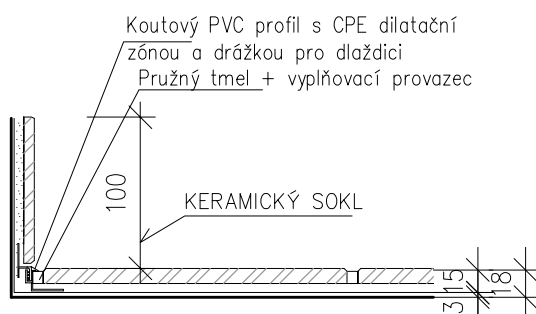 Koutový PVC profil s CPE dilatační
zónou a drážkou pro dlaždici
Pružný tmel + vyplňovací provazec
100
KERAMICKÝ SOKL
3
15
18